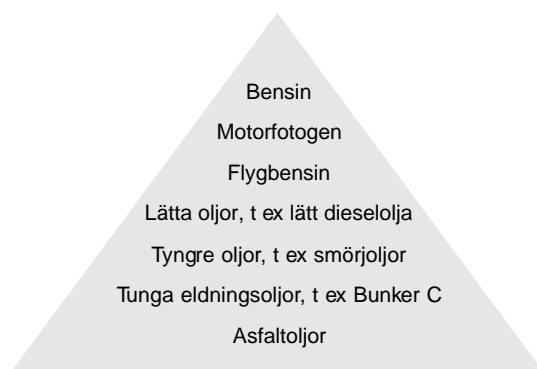 Bensin
Motorfotogen
Flygbensin
Lätta oljor, t ex lätt dieselolja
Tyngre oljor, t ex smörjoljor
Tunga eldningsoljor, t ex Bunker C
Asfaltoljor